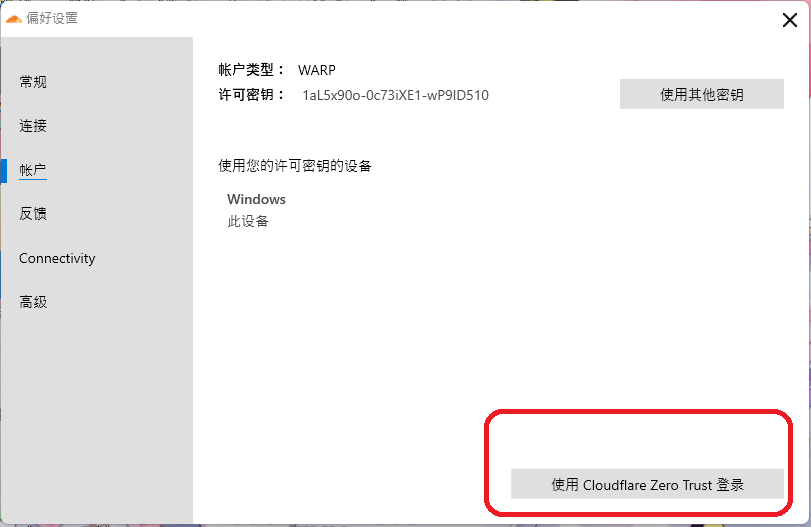 偏好设置
常规
连接
帐户
反馈
Connectivity
高级
帐户类型： WARP
许可密钥： 1aL5x90o-0c73iXE1-wP9ID510
使用其他密钥
使用您的许可密钥的设备
Windows
此设备
使用 Cloudflare Zero Trust 登录